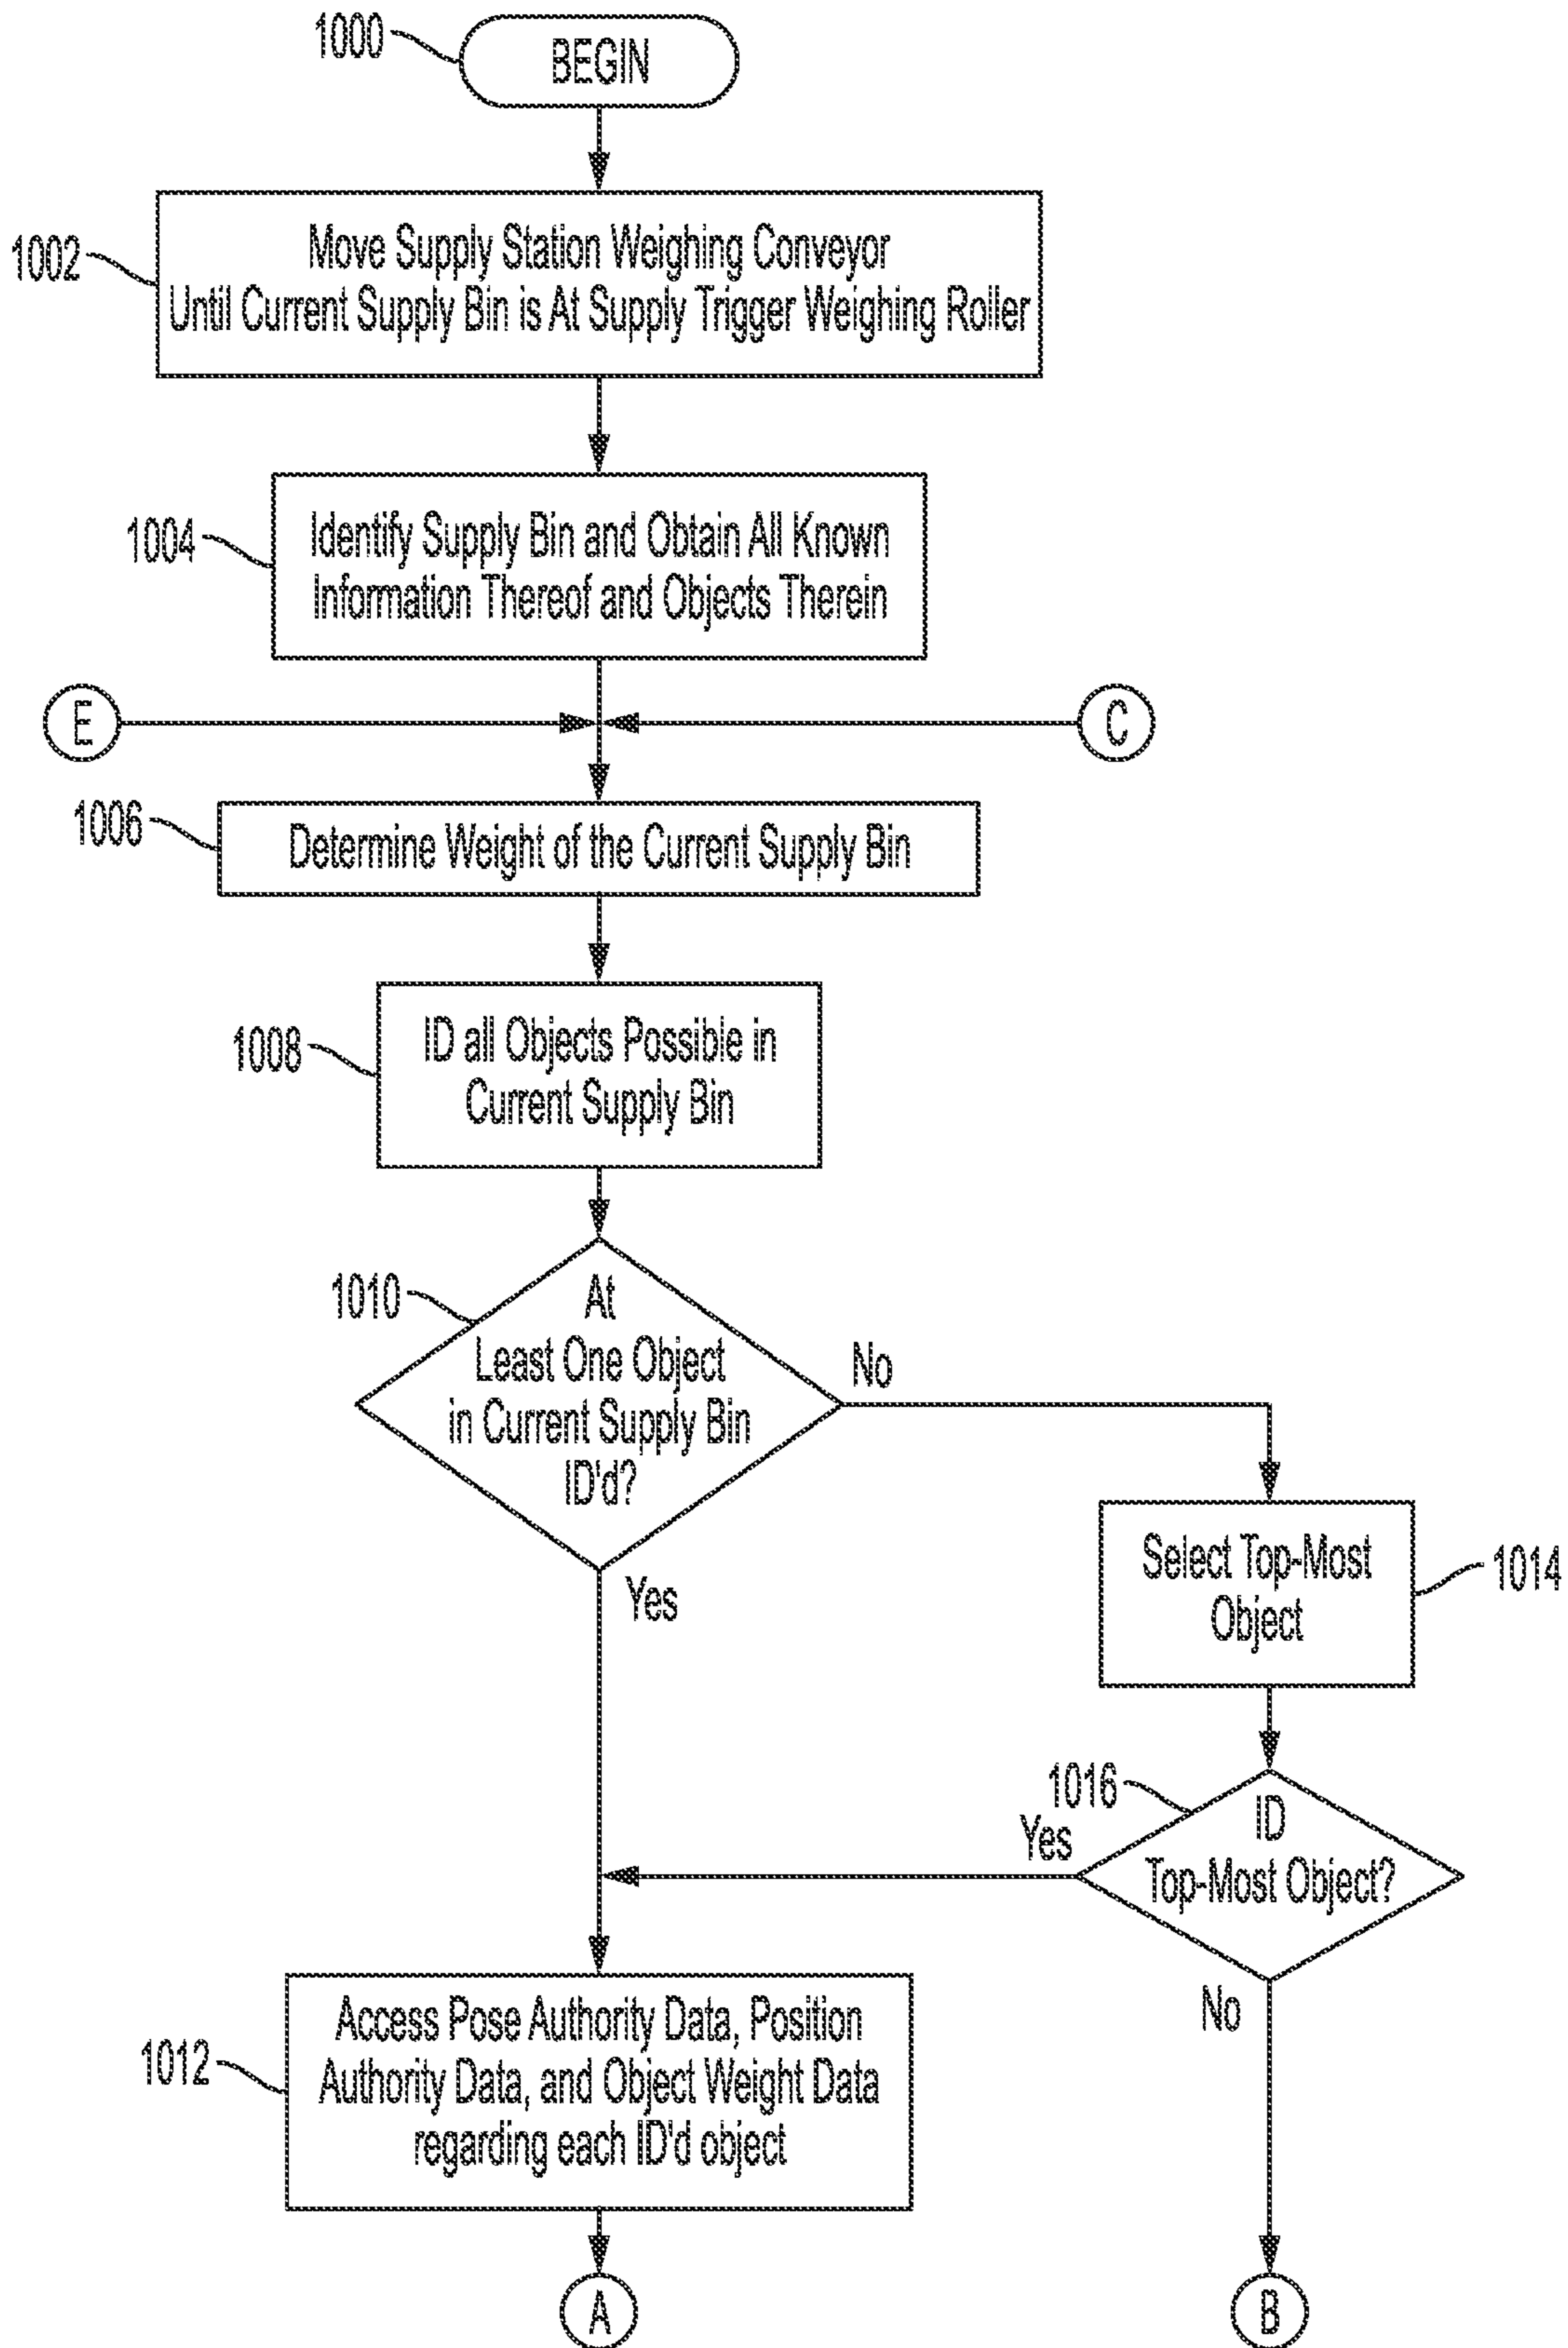 1000
BEGIN
1002
Move Supply Station Weighing Conveyor
Until Current Supply Bin is At Supply Trigger Weighing Roller
1004
Identify Supply Bin and Obtain All Known
Information Thereof and Objects Therein
E
C
1006
Determine Weight of the Current Supply Bin
1008
ID all Objects Possible in
Current Supply Bin
1010
At
Least One Object
in Current Supply Bin
ID'd?
No
Yes
Select Top-Most
Object
1014
1016
ID
Top-Most Object?
Yes
No
1012
Access Pose Authority Data, Position
Authority Data, and Object Weight Data
regarding each ID'd object
A
B